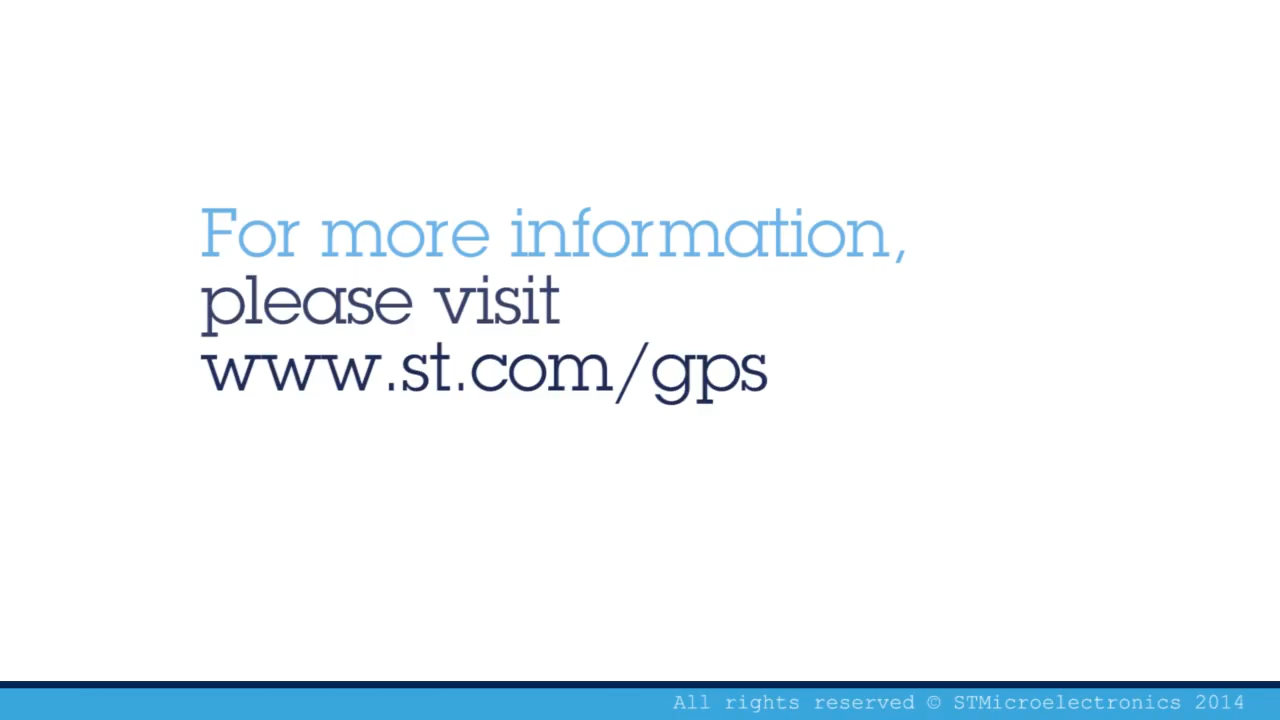 For more information,
please visit
www.st.com/gps
All rights reserved © STMicroelectronics 2014